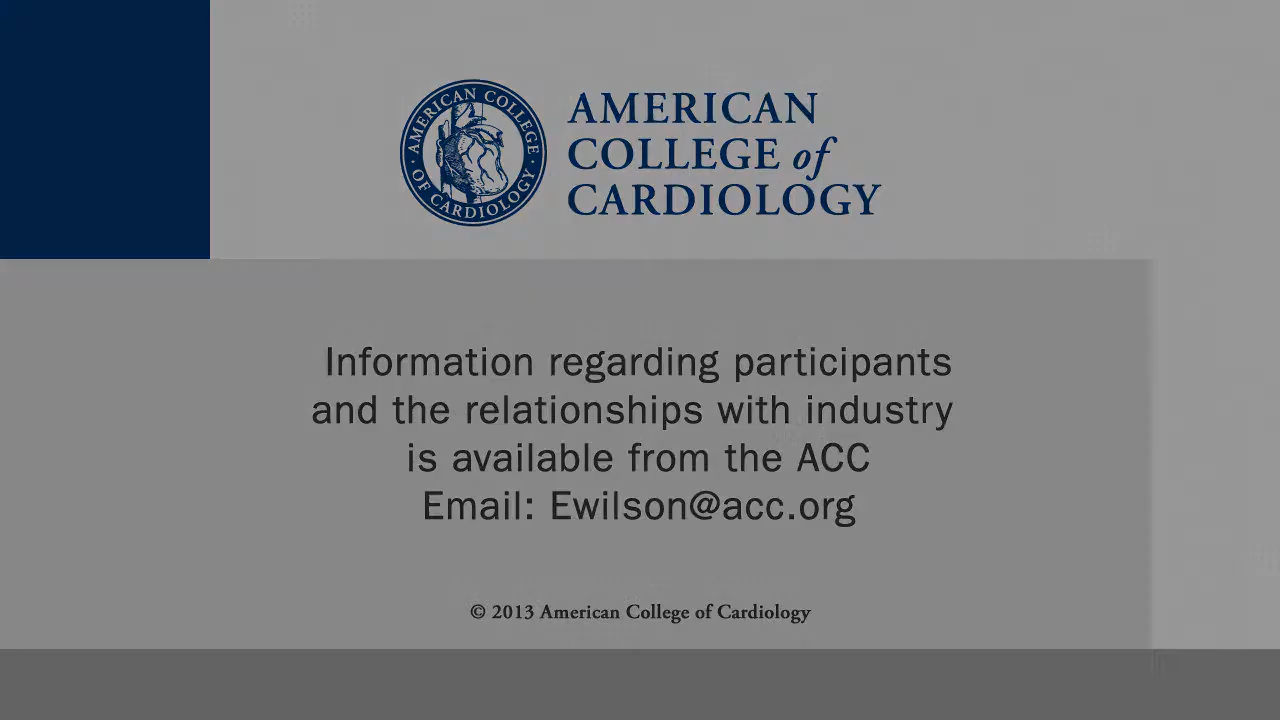 AMERICAN COLLEGE
OF CARDIOLOGY
AMERICAN
COLLEGE of
CARDIOLOGY
Information regarding participants
and the relationships with industry
is available from the ACC
Email: Ewilson@acc.org
© 2013 American College of Cardiology